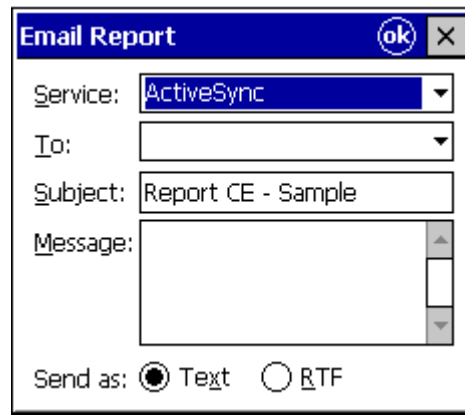 Email Report ok
Service: ActiveSync
To:
Subject: Report CE - Sample
Message:
Send as: Text RTF